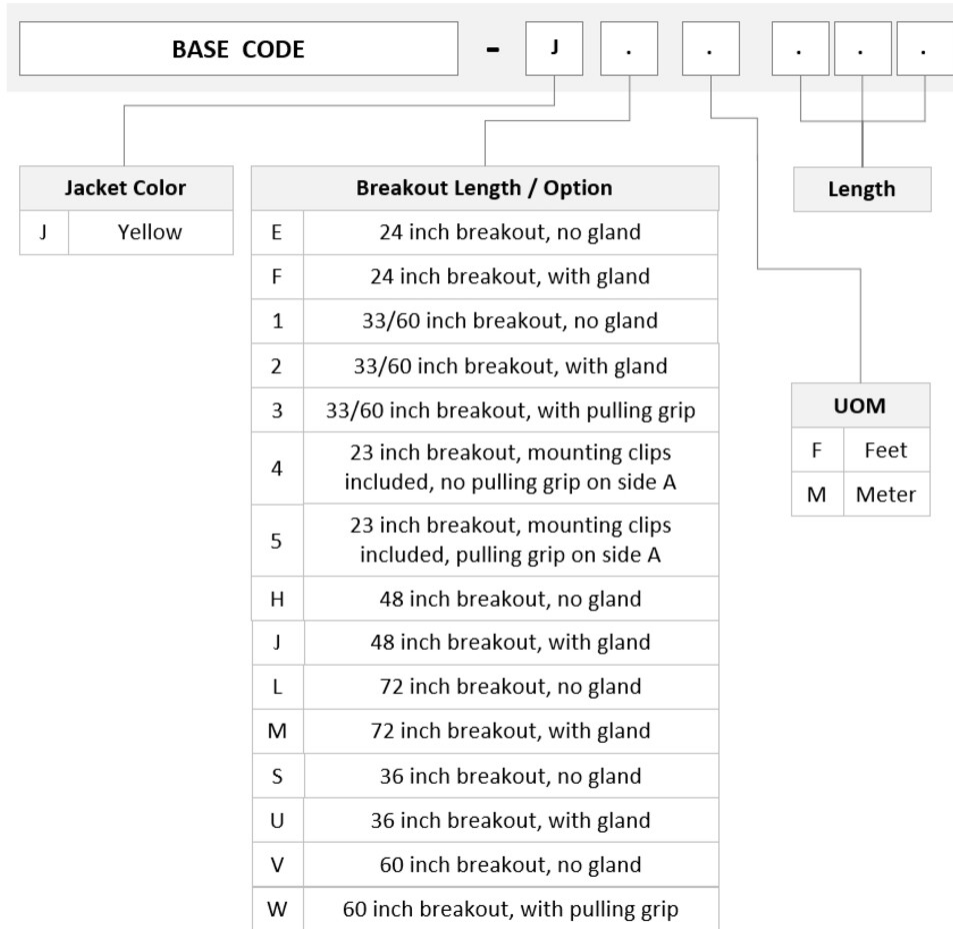 BASE CODE - J . . . . .
Jacket Color
J Yellow
Breakout Length / Option
E 24 inch breakout, no gland
F 24 inch breakout, with gland
1 33/60 inch breakout, no gland
2 33/60 inch breakout, with gland
3 33/60 inch breakout, with pulling grip
4 23 inch breakout, mounting clips
included, no pulling grip on side A
5 23 inch breakout, mounting clips
included, pulling grip on side A
H 48 inch breakout, no gland
J 48 inch breakout, with gland
L 72 inch breakout, no gland
M 72 inch breakout, with gland
S 36 inch breakout, no gland
U 36 inch breakout, with gland
V 60 inch breakout, no gland
W 60 inch breakout, with pulling grip
Length
UOM
F Feet
M Meter